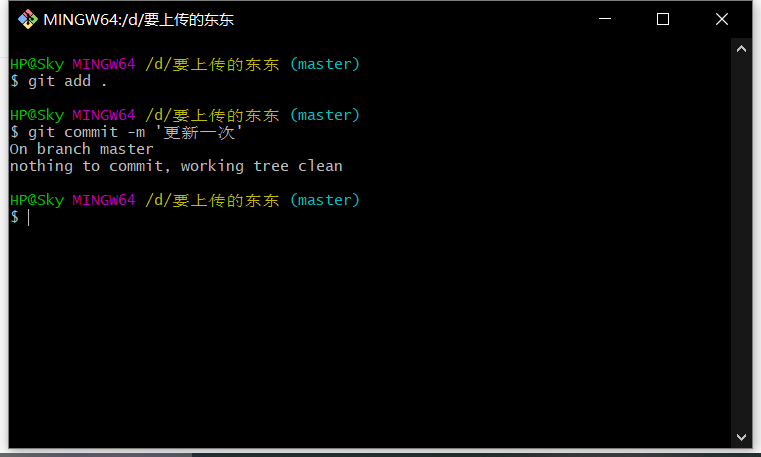 MINGW64:/d/要上传的东东
HP@Sky MINGW64 /d/要上传的东东 (master)
$ git add .
HP@Sky MINGW64 /d/要上传的东东 (master)
$ git commit -m '更新一次'
On branch master
nothing to commit, working tree clean
HP@Sky MINGW64 /d/要上传的东东 (master)
$